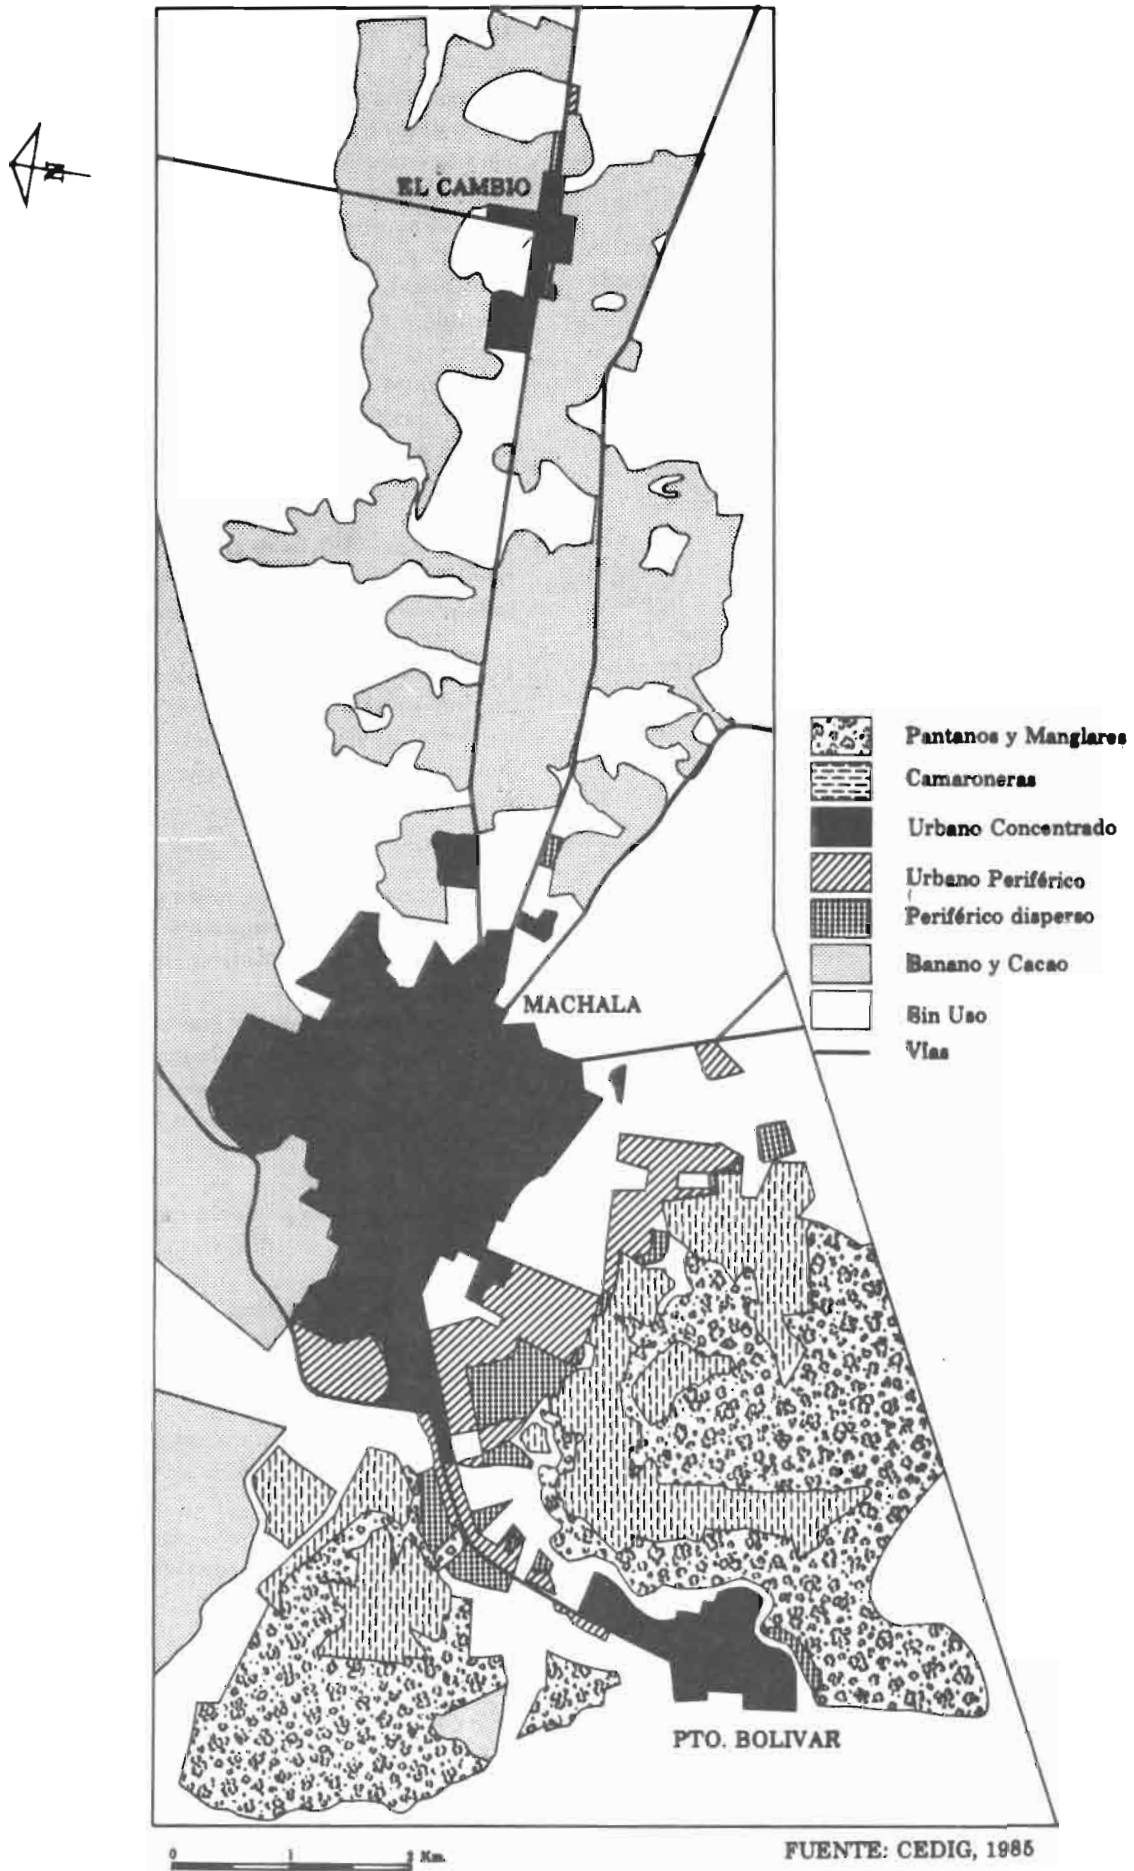 N
EL CAMBIO
Pantanos y Manglares
Camaroneras
Urbano Concentrado
Urbano Periférico
Periférico disperso
Banano y Cacao
Sin Uso
Vías
MACHALA
PTO. BOLIVAR
FUENTE: CEDIG, 1985
0 1 2 Km.